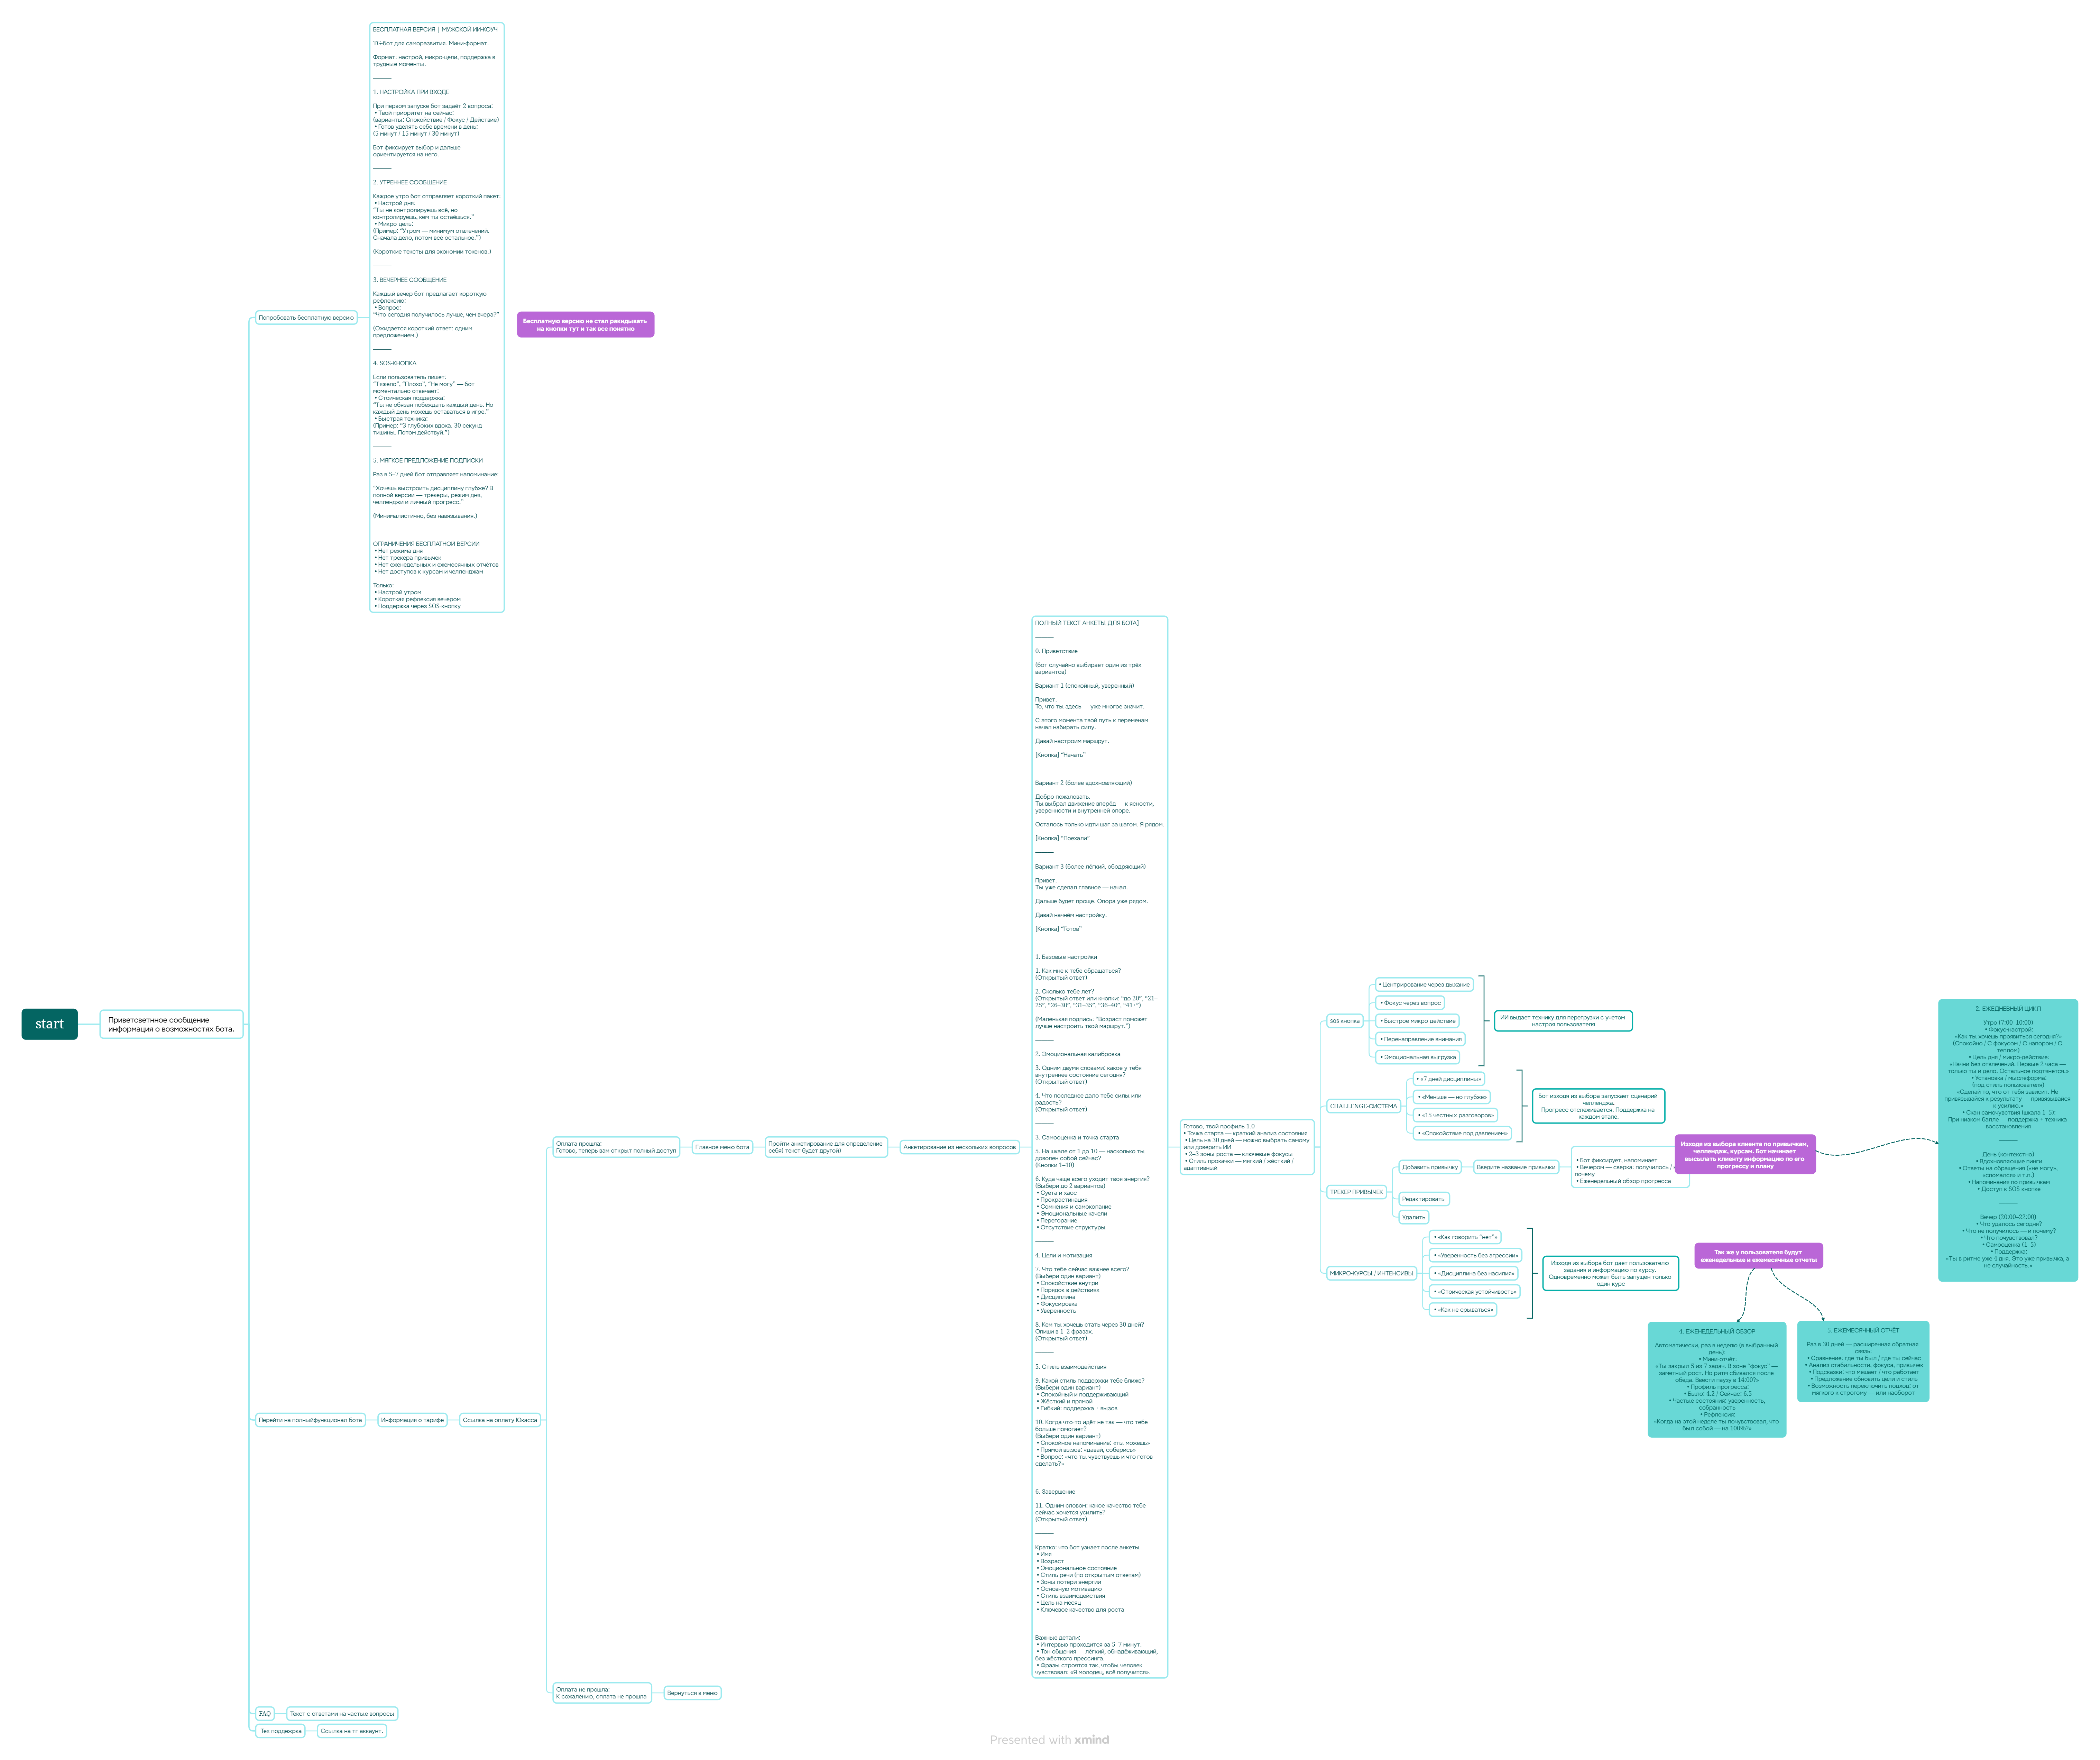 start
Приветсветнное сообщение
информация о возможностях бота.
Попробовать бесплатную версию
БЕСПЛАТНАЯ ВЕРСИЯ | МУЖСКОЙ ИИ-КОУЧ
TG-бот для саморазвития. Мини-формат.
Формат: настрой, микро-цели, поддержка в
трудные моменты.
⸻
1. НАСТРОЙКА ПРИ ВХОДЕ
При первом запуске бот задаёт 2 вопроса:
• Твой приоритет на сейчас:
(варианты: Спокойствие / Фокус / Действие)
• Готов уделять себе времени в день:
(5 минут / 15 минут / 30 минут)
Бот фиксирует выбор и дальше
ориентируется на него.
⸻
2. УТРЕННЕЕ СООБЩЕНИЕ
Каждое утро бот отправляет короткий пакет:
• Настрой дня:
“Ты не контролируешь всё, но
контролируешь, кем ты остаёшься.”
• Микро-цель:
(Пример: “Утром — минимум отвлечений.
Сначала дело, потом всё остальное.”)
(Короткие тексты для экономии токенов.)
⸻
3. ВЕЧЕРНЕЕ СООБЩЕНИЕ
Каждый вечер бот предлагает короткую
рефлексию:
• Вопрос:
“Что сегодня получилось лучше, чем вчера?”
(Ожидается короткий ответ: одним
предложением.)
⸻
4. SOS-КНОПКА
Если пользователь пишет:
“Тяжело”, “Плохо”, “Не могу” — бот
моментально отвечает:
• Стоическая поддержка:
“Ты не обязан побеждать каждый день. Но
каждый день можешь оставаться в игре.”
• Быстрая техника:
(Пример: “3 глубоких вдоха. 30 секунд
тишины. Потом действуй.”)
⸻
5. МЯГКОЕ ПРЕДЛОЖЕНИЕ ПОДПИСКИ
Раз в 5–7 дней бот отправляет напоминание:
“Хочешь выстроить дисциплину глубже? В
полной версии — трекеры, режим дня,
челленджи и личный прогресс.”
(Минималистично, без навязывания.)
⸻
ОГРАНИЧЕНИЯ БЕСПЛАТНОЙ ВЕРСИИ
• Нет режима дня
• Нет трекера привычек
• Нет еженедельных и ежемесячных отчётов
• Нет доступов к курсам и челленджам
Только:
• Настрой утром
• Короткая рефлексия вечером
• Поддержка через SOS-кнопку
Бесплатную версию не стал ракидывать
на кнопки тут и так все понятно
Перейти на полныйфункционал бота
Информация о тарифе
Ссылка на оплату Юкасса
Оплата прошла:
Готово, теперь вам открыт полный доступ
Главное меню бота
Пройти анкетирование для определение
себя( текст будет другой)
Анкетирование из нескольких вопросов
ПОЛНЫЙ ТЕКСТ АНКЕТЫ ДЛЯ БОТА]
⸻
0. Приветствие
(бот случайно выбирает один из трёх
вариантов)
Вариант 1 (спокойный, уверенный)
Привет.
То, что ты здесь — уже многое значит.
С этого момента твой путь к переменам
начал набирать силу.
Давай настроим маршрут.
[Кнопка] “Начать”
⸻
Вариант 2 (более вдохновляющий)
Добро пожаловать.
Ты выбрал движение вперёд — к ясности,
уверенности и внутренней опоре.
Осталось только идти шаг за шагом. Я рядом.
[Кнопка] “Поехали”
⸻
Вариант 3 (более лёгкий, ободряющий)
Привет.
Ты уже сделал главное — начал.
Дальше будет проще. Опора уже рядом.
Давай начнём настройку.
[Кнопка] “Готов”
⸻
1. Базовые настройки
1. Как мне к тебе обращаться?
(Открытый ответ)
2. Сколько тебе лет?
(Открытый ответ или кнопки: “до 20”, “21–
25”, “26–30”, “31–35”, “36–40”, “41+”)
(Маленькая подпись: “Возраст поможет
лучше настроить твой маршрут.”)
⸻
2. Эмоциональная калибровка
3. Одним-двумя словами: какое у тебя
внутреннее состояние сегодня?
(Открытый ответ)
4. Что последнее дало тебе силы или
радость?
(Открытый ответ)
⸻
3. Самооценка и точка старта
5. На шкале от 1 до 10 — насколько ты
доволен собой сейчас?
(Кнопки 1–10)
6. Куда чаще всего уходит твоя энергия?
(Выбери до 2 вариантов)
• Суета и хаос
• Прокрастинация
• Сомнения и самокопание
• Эмоциональные качели
• Перегорание
• Отсутствие структуры
⸻
4. Цели и мотивация
7. Что тебе сейчас важнее всего?
(Выбери один вариант)
• Спокойствие внутри
• Порядок в действиях
• Дисциплина
• Фокусировка
• Уверенность
8. Кем ты хочешь стать через 30 дней?
Опиши в 1–2 фразах.
(Открытый ответ)
⸻
5. Стиль взаимодействия
9. Какой стиль поддержки тебе ближе?
(Выбери один вариант)
• Спокойный и поддерживающий
• Жёсткий и прямой
• Гибкий: поддержка + вызов
10. Когда что-то идёт не так — что тебе
больше помогает?
(Выбери один вариант)
• Спокойное напоминание: «ты можешь»
• Прямой вызов: «давай, соберись»
• Вопрос: «что ты чувствуешь и что готов
сделать?»
⸻
6. Завершение
11. Одним словом: какое качество тебе
сейчас хочется усилить?
(Открытый ответ)
⸻
Кратко: что бот узнает после анкеты
• Имя
• Возраст
• Эмоциональное состояние
• Стиль речи (по открытым ответам)
• Зоны потери энергии
• Основную мотивацию
• Стиль взаимодействия
• Цель на месяц
• Ключевое качество для роста
⸻
Важные детали:
• Интервью проходится за 5–7 минут.
• Тон общения — лёгкий, обнадёживающий,
без жёсткого прессинга.
• Фразы строятся так, чтобы человек
чувствовал: «Я молодец, всё получится».
Готово, твой профиль 1.0
• Точка старта — краткий анализ состояния
• Цель на 30 дней — можно выбрать самому
или доверить ИИ
• 2–3 зоны роста — ключевые фокусы
• Стиль прокачки — мягкий / жёсткий /
адаптивный
sos кнопка
• Центрирование через дыхание
• Фокус через вопрос
• Быстрое микро-действие
• Перенаправление внимания
• Эмоциональная выгрузка
ИИ выдает технику для перегрузки с учетом
настроя пользователя
CHALLENGE-СИСТЕМА
• «7 дней дисциплины»
• «Меньше — но глубже»
• «15 честных разговоров»
• «Спокойствие под давлением»
Бот исходя из выбора запускает сценарий
челленджа.
Прогресс отслеживается. Поддержка на
каждом этапе.
ТРЕКЕР ПРИВЫЧЕК
Добавить привычку
Введите название привычки
• Бот фиксирует, напоминает
• Вечером — сверка: получилось /
почему
• Еженедельный обзор прогресса
Редактировать
Удалить
МИКРО-КУРСЫ / ИНТЕНСИВЫ
• «Как говорить “нет”»
• «Уверенность без агрессии»
• «Дисциплина без насилия»
• «Стоическая устойчивость»
• «Как не срываться»
Изходя из выбора бот дает пользователю
задания и информацию по курсу.
Одновременно может быть запущен только
один курс
Изходя из выбора клиента по привычкам,
челлендаж, курсам. Бот начинает
высылать клиенту информацию по его
прогрессу и плану
2. ЕЖЕДНЕВНЫЙ ЦИКЛ
Утро (7:00–10:00)
• Фокус настрой:
«Как ты хочешь проявиться сегодня?»
(Спокойно / С фокусом / С напором / С
теплом)
• Цель дня / микро-действие:
«Начни без отвлечений. Первые 2 часа —
только ты и дело. Остальное подтянется.»
• Установка / мыслеформа:
(под стиль пользователя)
«Сделай то, что от тебя зависит. Не
привязывайся к результату — привязывайся
к усилию.»
• Скан самочувствия (шкала 1–5):
При низком балле — поддержка + техника
восстановления
⸻
День (контекстно)
• Вдохновляющие пинги
• Ответы на обращения («не могу»,
«сломался» и т.п.)
• Напоминания по привычкам
• Доступ к SOS-кнопке
⸻
Вечер (20:00–22:00)
• Что удалось сегодня?
• Что не получилось — и почему?
• Что почувствовал?
• Самооценка (1–5)
• Поддержка:
«Ты в ритме уже 4 дня. Это уже привычка, а
не случайность.»
Так же у пользователя будут
еженедельные и ежемесячные отчеты
4. ЕЖЕНЕДЕЛЬНЫЙ ОБЗОР
Автоматически, раз в неделю (в выбранный
день):
• Мини-отчёт:
«Ты закрыл 5 из 7 задач. В зоне “фокус” —
заметный рост. Но ритм сбивался после
обеда. Ввести паузу в 14:00?»
• Профиль прогресса:
• Было: 4.2 / Сейчас: 6.5
• Частые состояния: уверенность,
собранность
• Рефлексия:
«Когда на этой неделе ты почувствовал, что
был собой — на 100%?»
5. ЕЖЕМЕСЯЧНЫЙ ОТЧЁТ
Раз в 30 дней — расширенная обратная
связь:
• Сравнение: где ты был / где ты сейчас
• Анализ стабильности, фокуса, привычек
• Подсказки: что мешает / что работает
• Предложение обновить цели и стиль
• Возможность переключить подход: от
мягкого к строгому — или наоборот
Оплата не прошла:
К сожалению, оплата не прошла
Вернуться в меню
FAQ
Текст с ответами на частые вопросы
Тех поддежрка
Ссылка на тг аккаунт.
Presented with xmind